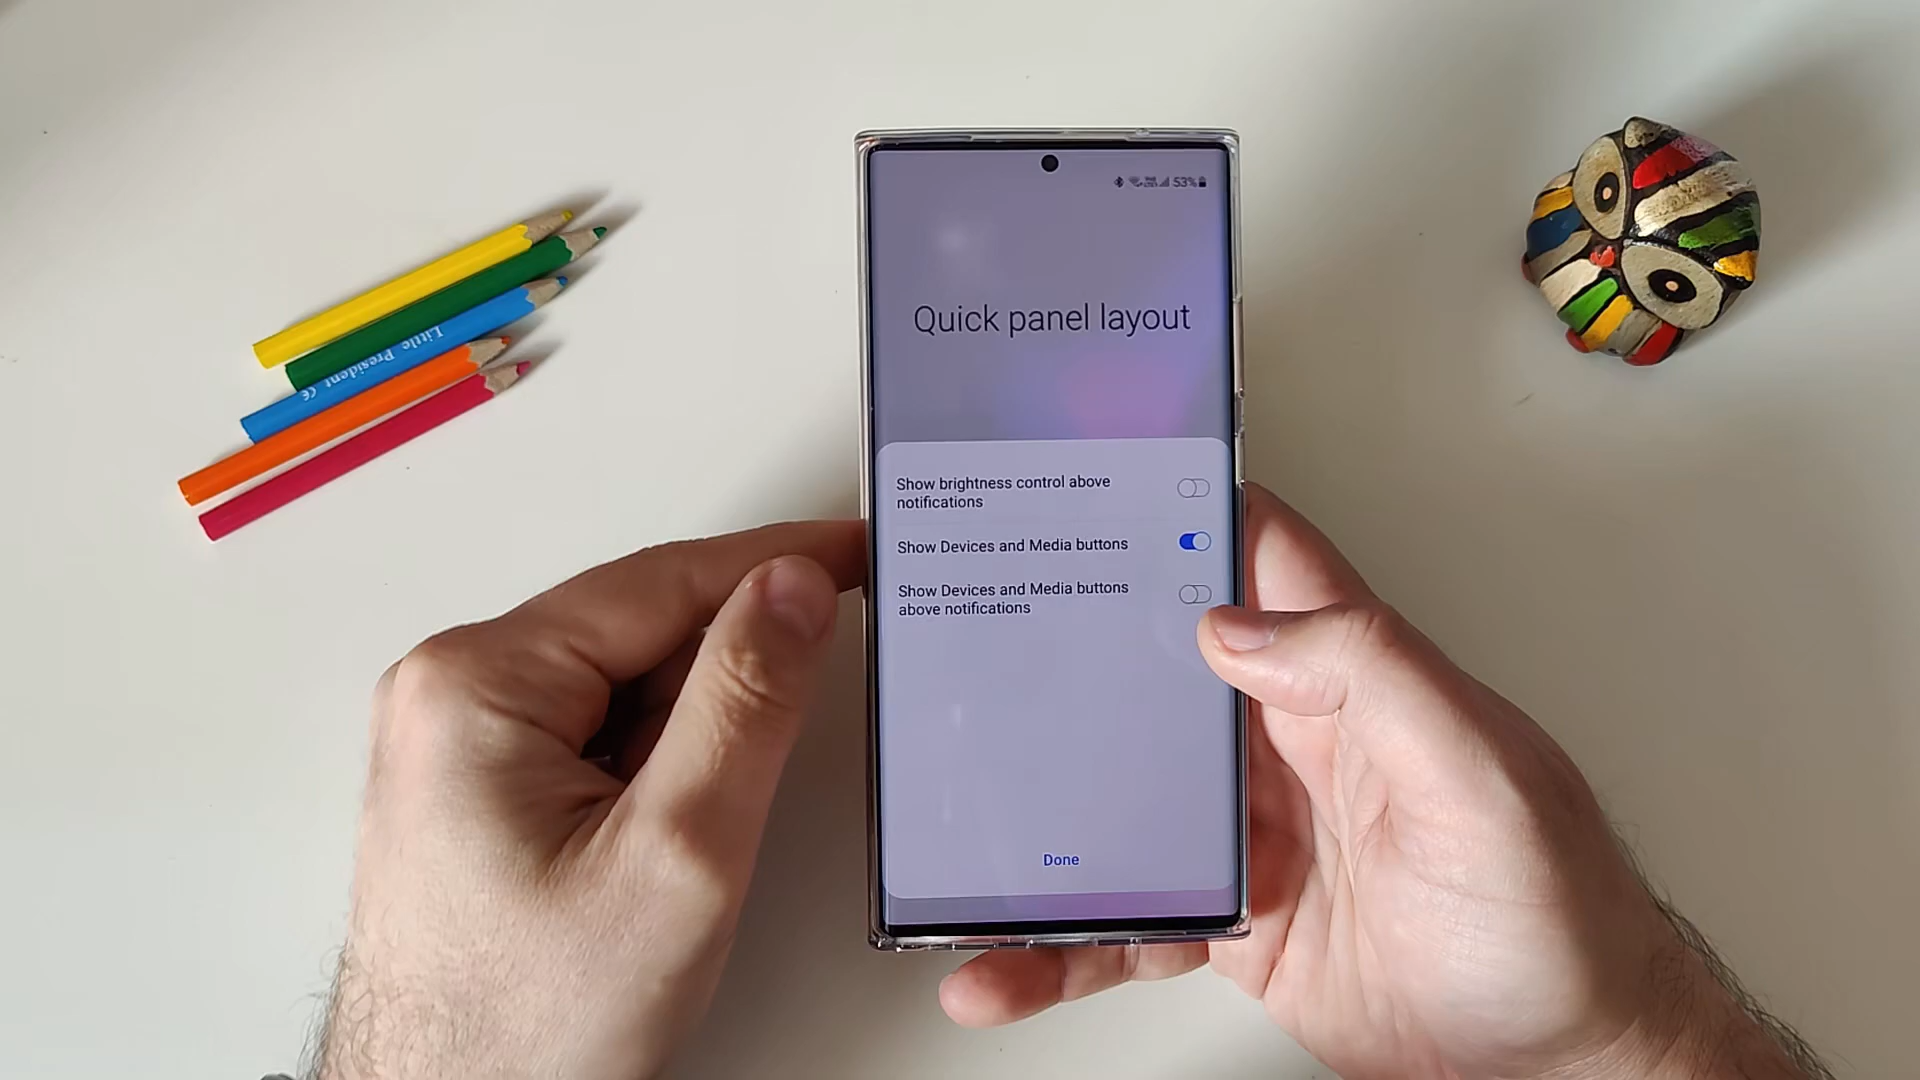 53%
Quick panel layout
Show brightness control above
notifications
Show Devices and Media buttons
Show Devices and Media buttons
above notifications
Done
Little President CE